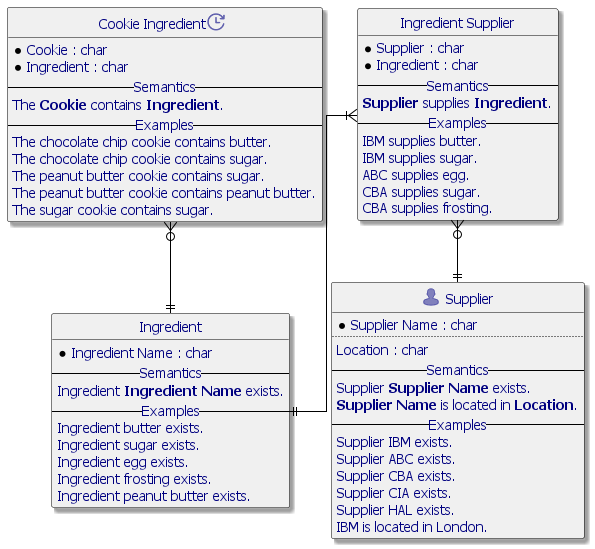 Cookie Ingredient
Cookie : char
Ingredient : char
Semantics
The Cookie contains Ingredient.
Examples
The chocolate chip cookie contains butter.
The chocolate chip cookie contains sugar.
The peanut butter cookie contains sugar.
The peanut butter cookie contains peanut butter.
The sugar cookie contains sugar.
Ingredient Supplier
Supplier : char
Ingredient : char
Semantics
Supplier supplies Ingredient.
Examples
IBM supplies butter.
IBM supplies sugar.
ABC supplies egg.
CBA supplies sugar.
CBA supplies frosting.
Ingredient
Ingredient Name : char
Semantics
Ingredient Ingredient Name exists.
Examples
Ingredient butter exists.
Ingredient sugar exists.
Ingredient egg exists.
Ingredient frosting exists.
Ingredient peanut butter exists.
Supplier
Supplier Name : char
Location : char
Semantics
Supplier Supplier Name exists.
Supplier Name is located in Location.
Examples
Supplier IBM exists.
Supplier ABC exists.
Supplier CBA exists.
Supplier CIA exists.
Supplier HAL exists.
IBM is located in London.